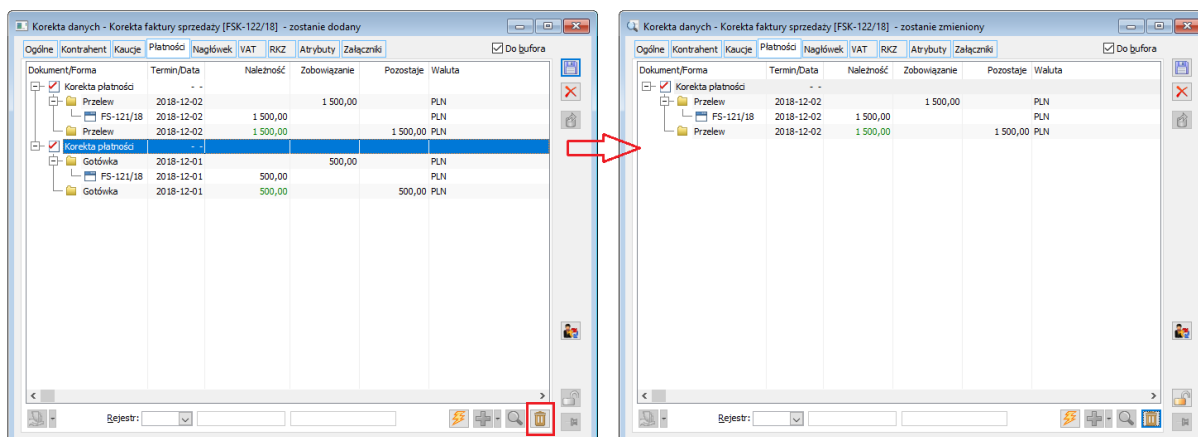 Korekta danych - Korekta faktury sprzedaży [FSK-122/18] - zostanie dodany
Ogólne Kontrahent Kaucje Płatności Nagłówek VAT RKZ Atrybuty Załączniki Do bufora
Dokument/Forma Termin/Data Należność Zobowiązanie Pozostaje Waluta
Korekta płatności - -
Przelew 2018-12-02 1 500,00 PLN
FS-121/18 2018-12-02 1 500,00 PLN
Przelew 2018-12-02 1 500,00 1 500,00 PLN
Korekta płatności - -
Gotówka 2018-12-01 500,00 PLN
FS-121/18 2018-12-01 500,00 PLN
Gotówka 2018-12-01 500,00 500,00 PLN
Rejestr:
Korekta danych - Korekta faktury sprzedaży [FSK-122/18] - zostanie zmieniony
Ogólne Kontrahent Kaucje Płatności Nagłówek VAT RKZ Atrybuty Załączniki Do bufora
Dokument/Forma Termin/Data Należność Zobowiązanie Pozostaje Waluta
Korekta płatności - -
Przelew 2018-12-02 1 500,00 PLN
FS-121/18 2018-12-02 1 500,00 PLN
Przelew 2018-12-02 1 500,00 1 500,00 PLN
Rejestr: